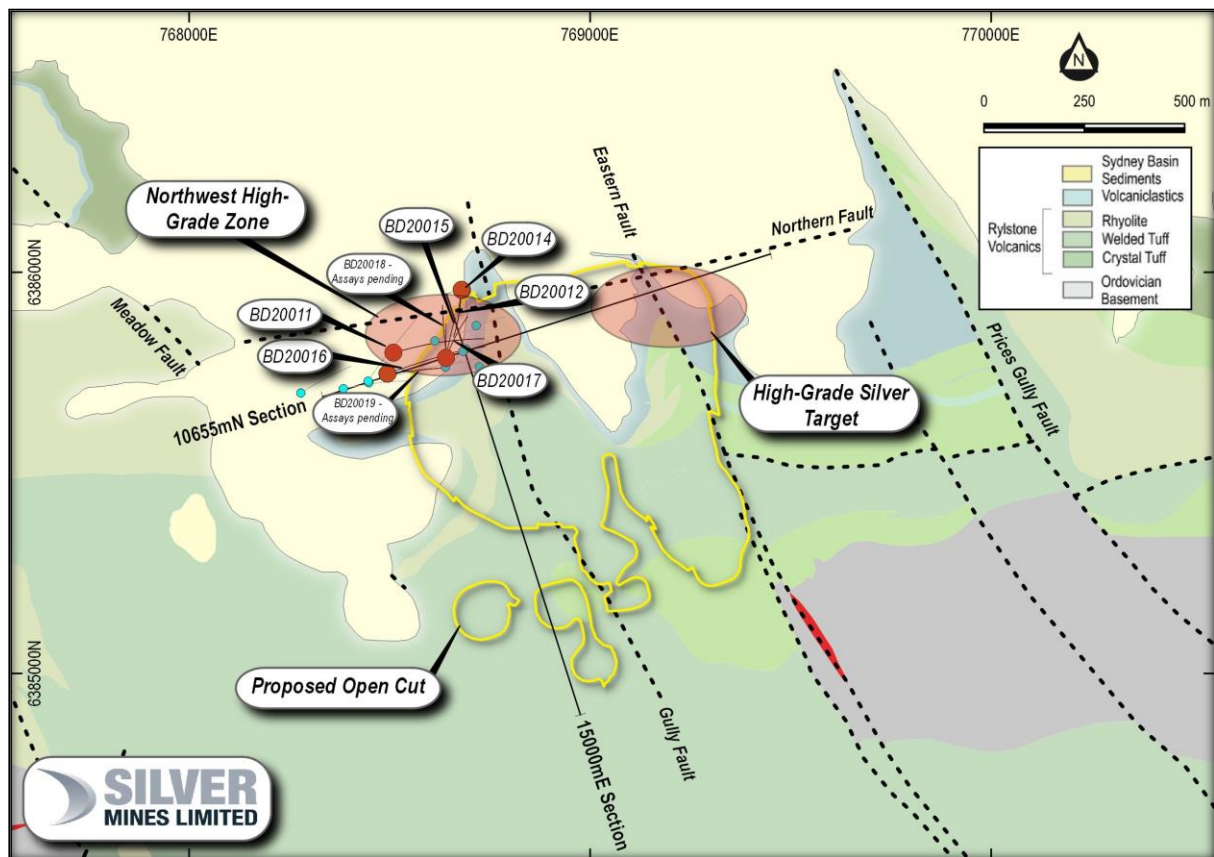 768000E
769000E
770000E
N
0 250 500 m
Sydney Basin
Sediments
Volcaniclastics
Rylstone
Volcanics
Rhyolite
Welded Tuff
Crystal Tuff
Ordovician
Basement
6386000N
6385000N
Northwest High-
Grade Zone
BD20015
BD20014
BD20018 -
Assays pending
BD20012
BD20011
BD20016
BD20019 -
Assays pending
BD20017
Meadow Fault
Eastern Fault
Northern Fault
Prices Gully Fault
10655mN Section
High-Grade Silver
Target
Proposed Open Cut
Gully Fault
15000mE Section
SILVER
MINES LIMITED